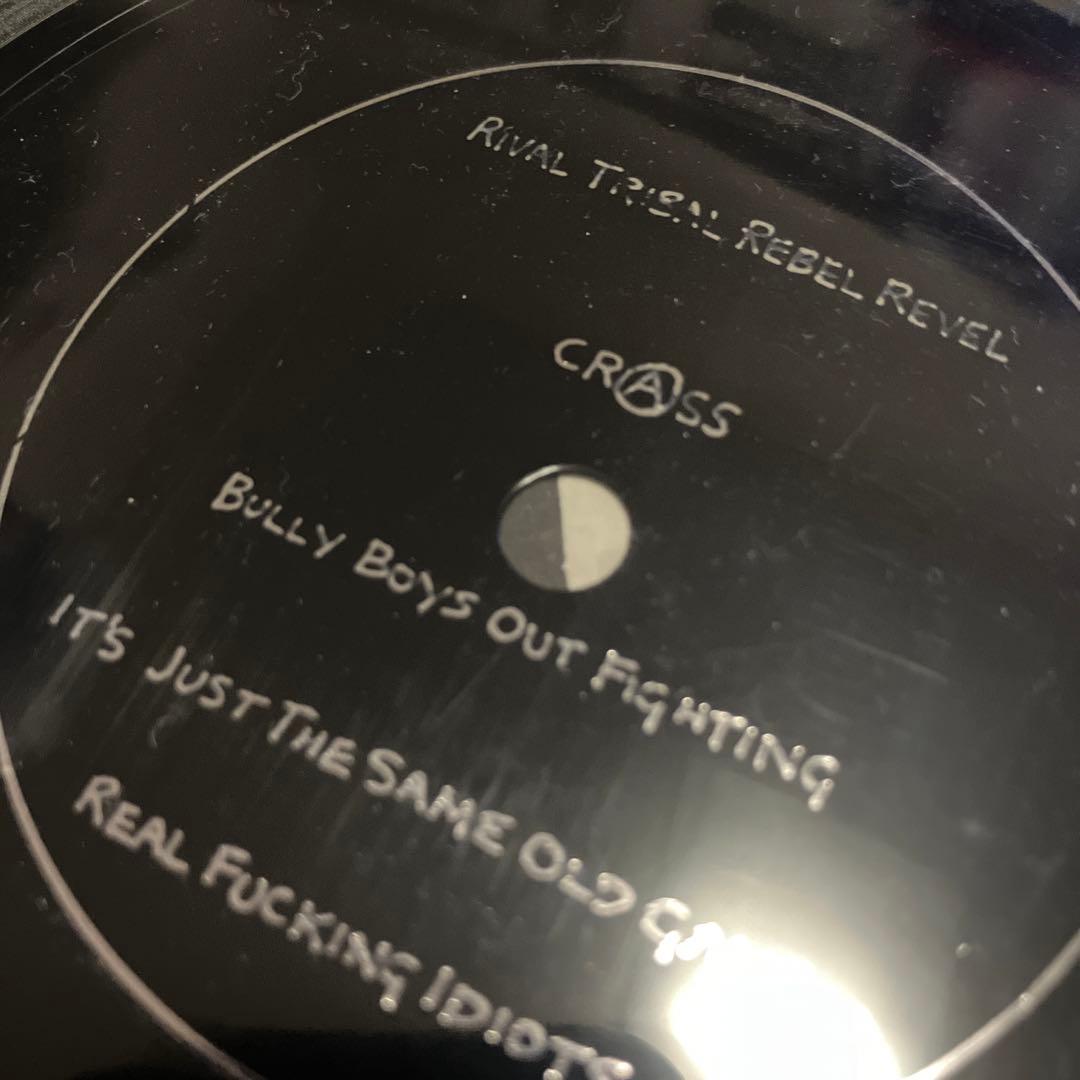 RIVAL TRIBAL REBEL REVEL
CRASS
BULLY BOYS OUT FIGHTING
IT'S JUST THE SAME OLD
REAL FUCKING IDIOTS